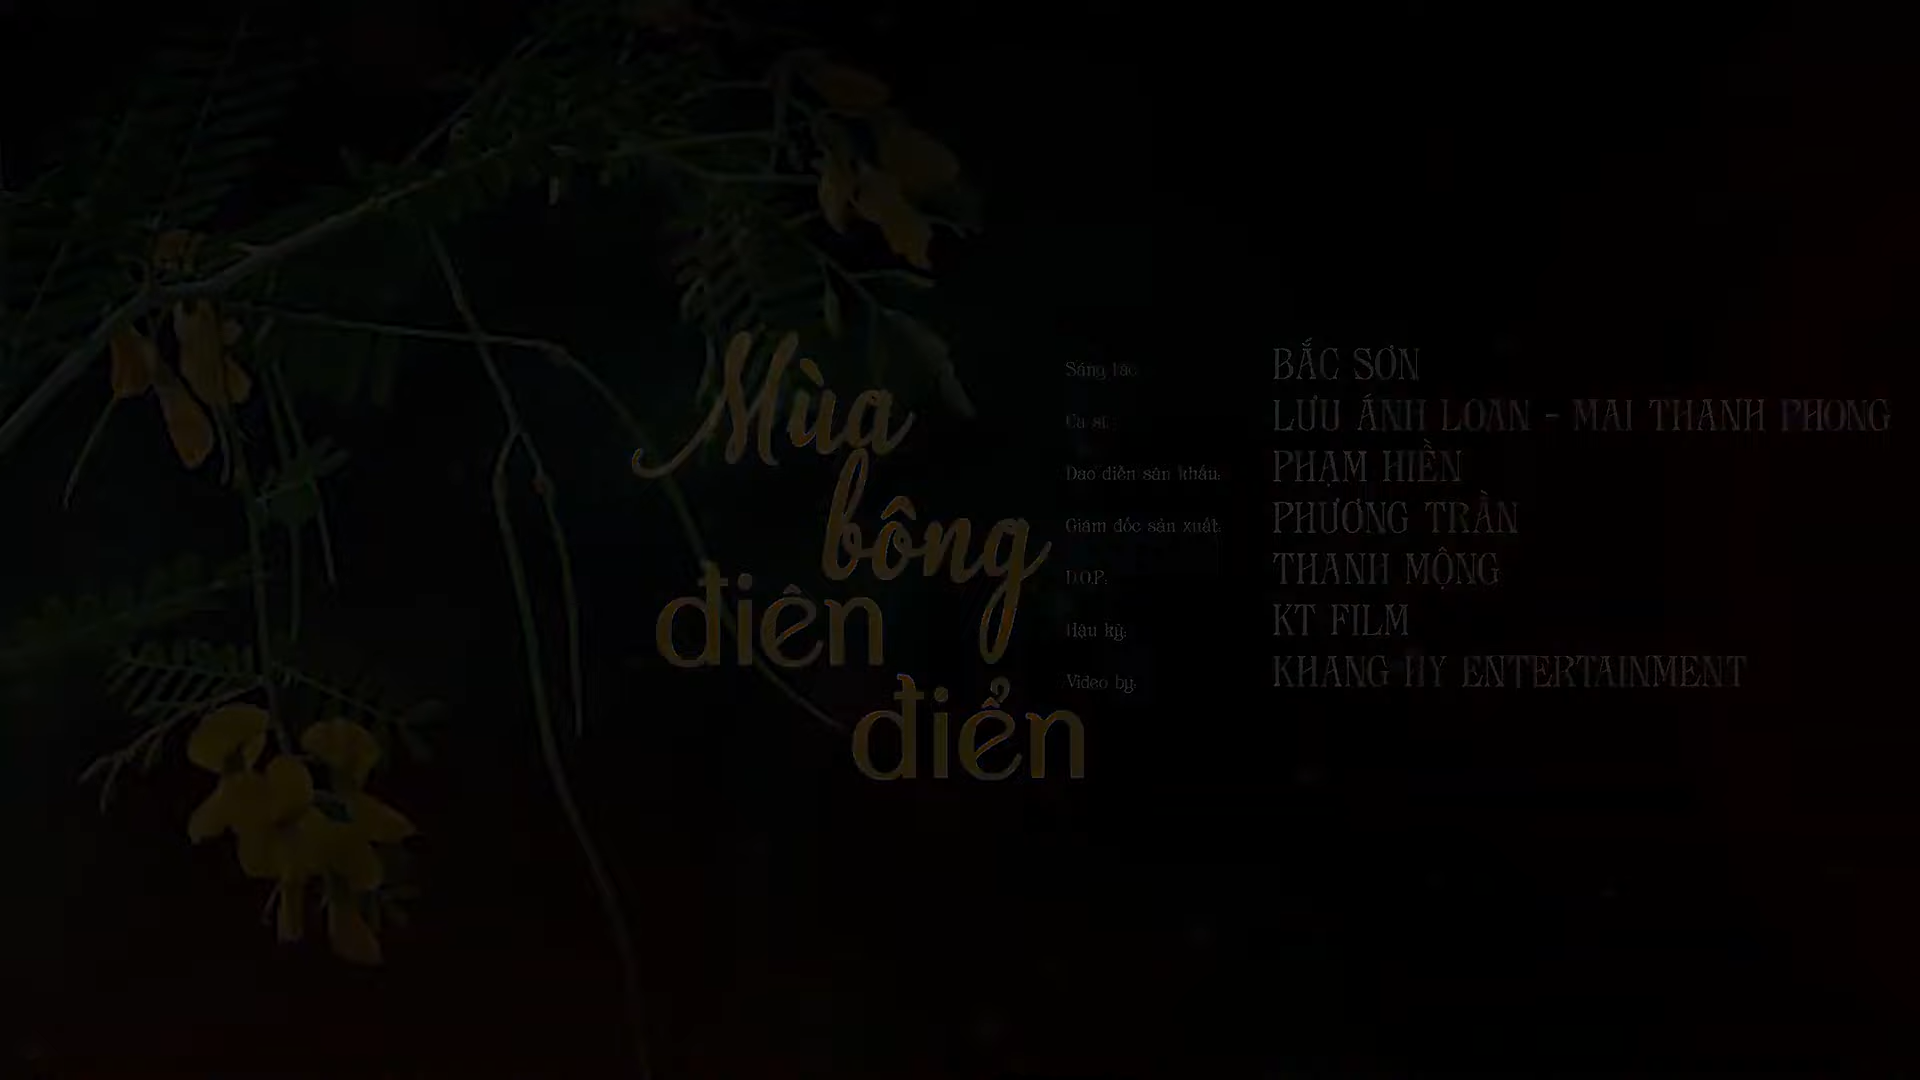 Mùa
bông
điên
điển
Sáng tác: BẮC SƠN
Ca sĩ: LƯU ÁNH LOAN - MAI THANH PHONG
Đạo diễn sân khấu: PHẠM HIỀN
Giám đốc sản xuất: PHƯƠNG TRẦN
D.O.P: THANH MỘNG
Hậu kỳ: KT FILM
Video by: KHANG HY ENTERTAINMENT